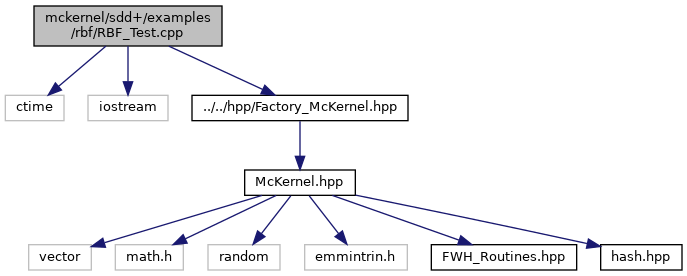 mckernel/sdd+/examples
/rbf/RBF_Test.cpp
ctime
iostream
../../hpp/Factory_McKernel.hpp
McKernel.hpp
vector
math.h
random
emmintrin.h
FWH_Routines.hpp
hash.hpp